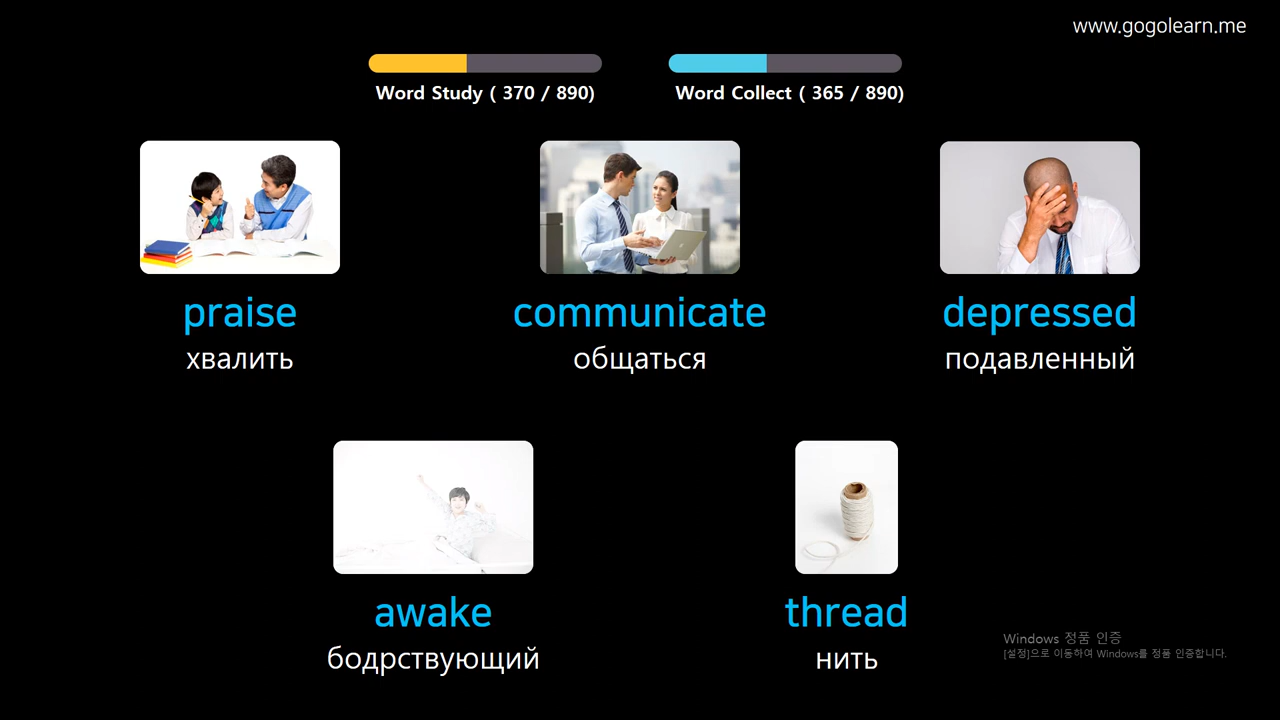 www.gogolearn.me
Word Study ( 370 / 890)
Word Collect ( 365 / 890)
praise
хвалить
communicate
общаться
depressed
подавленный
awake
бодрствующий
thread
нить
Windows 정품 인증
[설정]으로 이동하여 Windows를 정품 인증합니다.